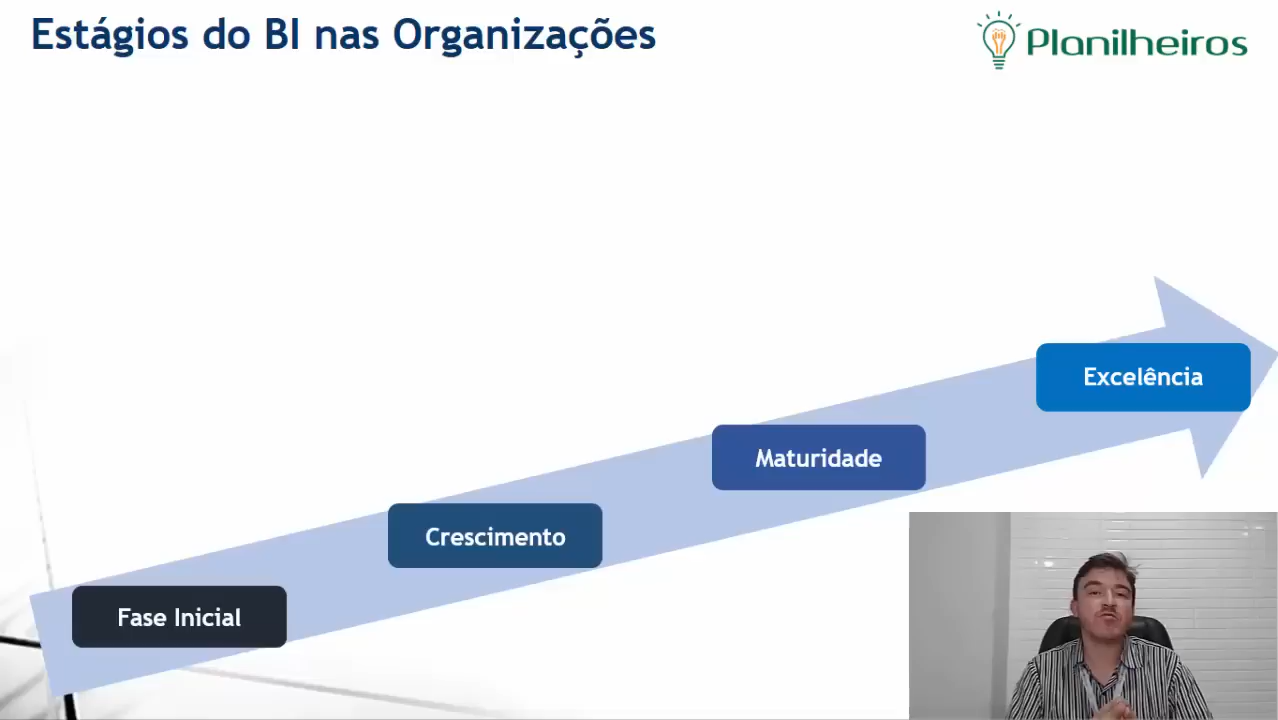 Estágios do BI nas Organizações
Planilheiros
Excelência
Maturidade
Crescimento
Fase Inicial